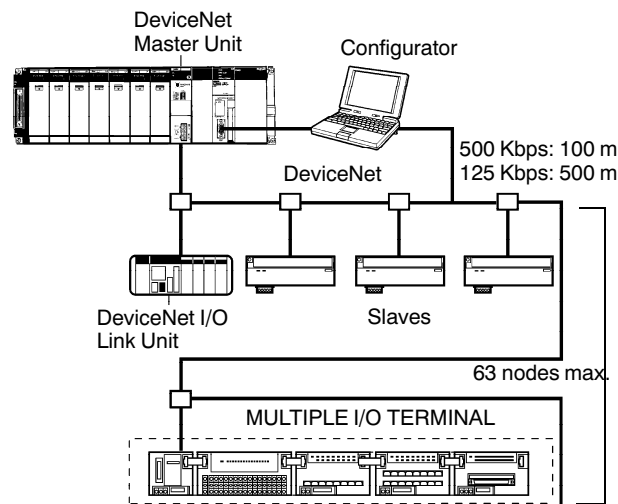 DeviceNet
Master Unit
Configurator
500 Kbps: 100 m
125 Kbps: 500 m
DeviceNet
DeviceNet I/O
Link Unit
Slaves
63 nodes max.
MULTIPLE I/O TERMINAL